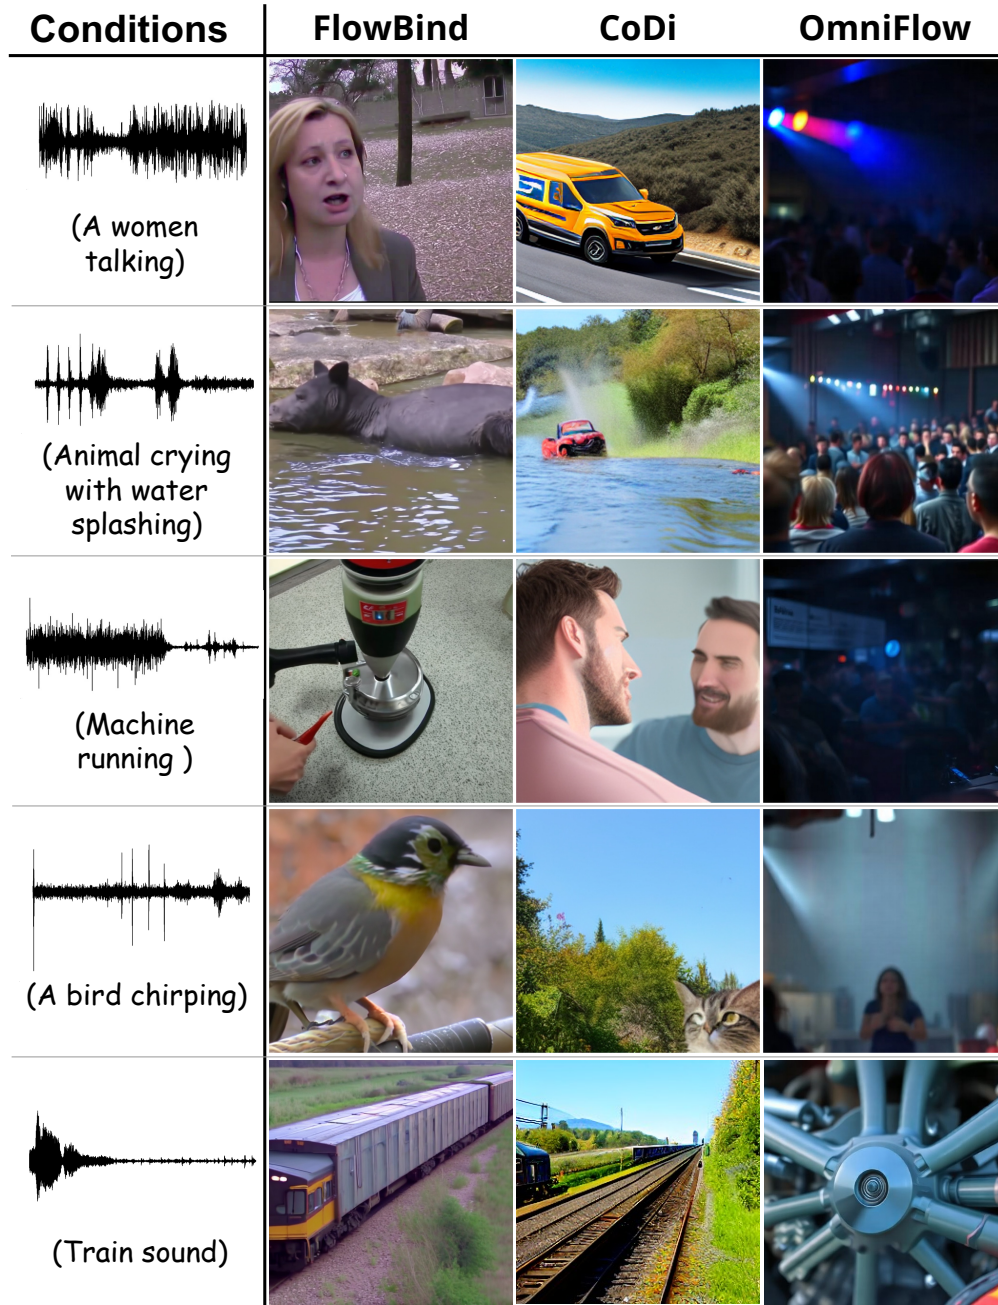 Conditions FlowBind CoDi OmniFlow
(A women
talking)
(Animal crying
with water
splashing)
(Machine
running )
(A bird chirping)
(Train sound)